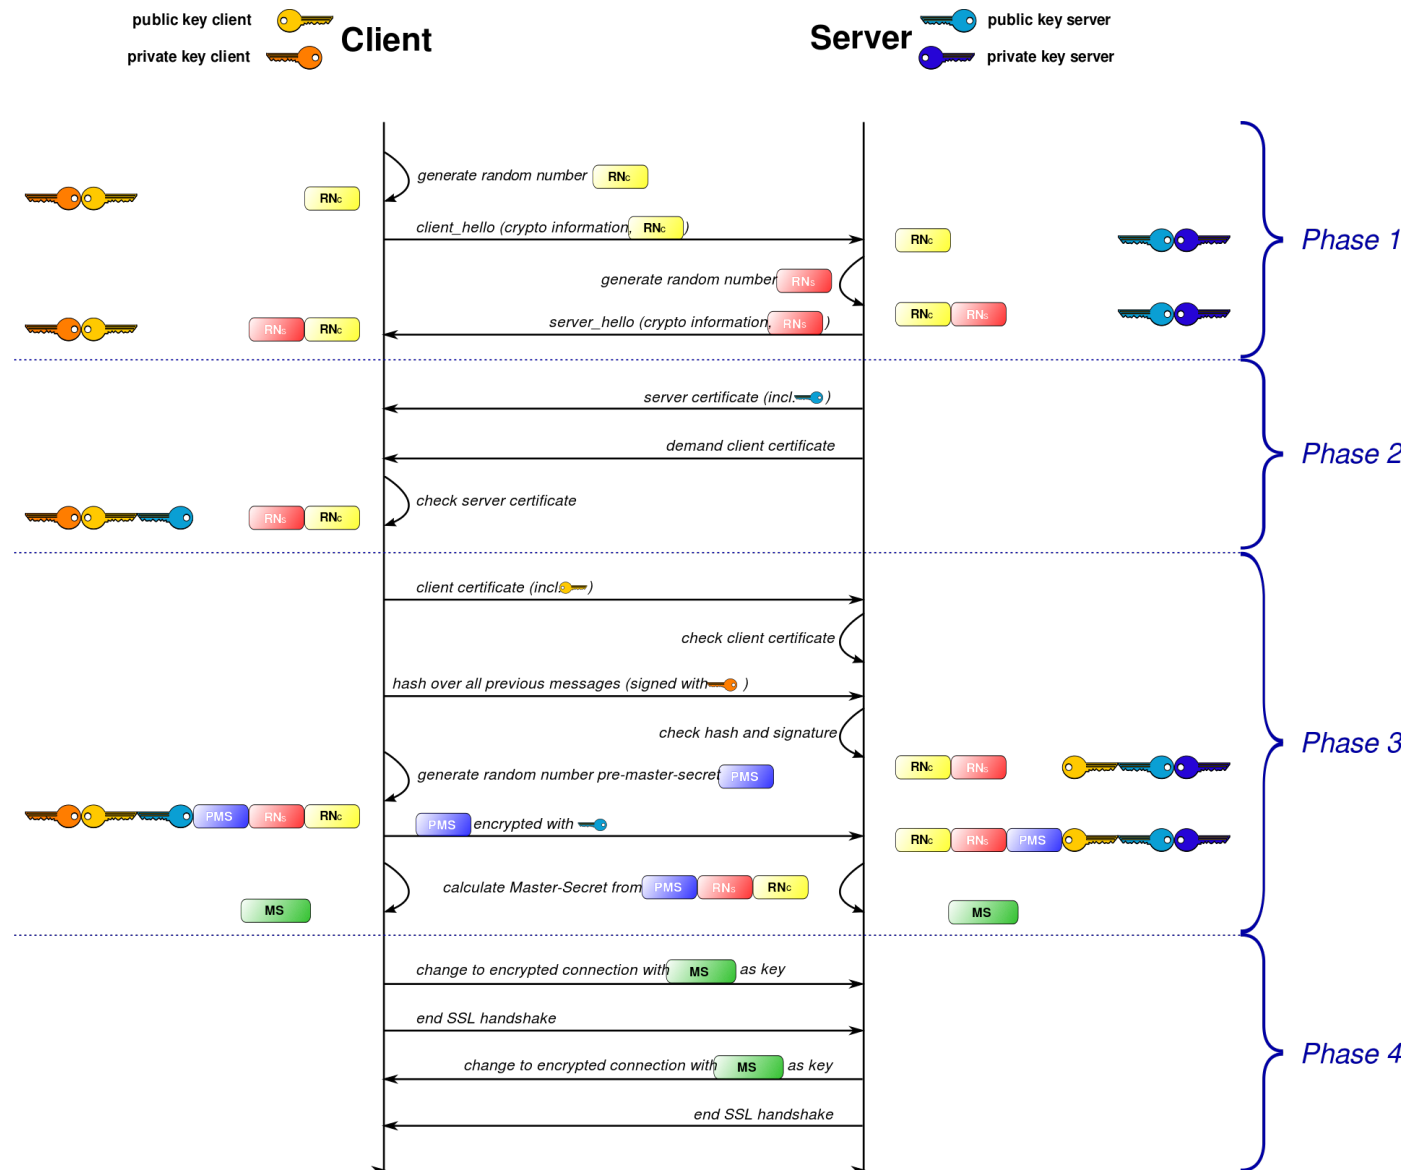 public key client
private key client
Client
Server
public key server
private key server
generate random number RNc
RNc
client_hello (crypto information, RNc )
RNc
Phase 1
generate random number RNs
RNc RNs
server_hello (crypto information, RNs )
RNs RNc
server certificate (incl. )
demand client certificate
Phase 2
check server certificate
RNs RNc
client certificate (incl. )
check client certificate
hash over all previous messages (signed with )
check hash and signature
Phase 3
generate random number pre-master-secret PMS
RNc RNs
PMS RNs RNc
PMS encrypted with
RNc RNs PMS
calculate Master-Secret from PMS RNs RNc
MS
MS
change to encrypted connection with MS as key
end SSL handshake
Phase 4
change to encrypted connection with MS as key
end SSL handshake